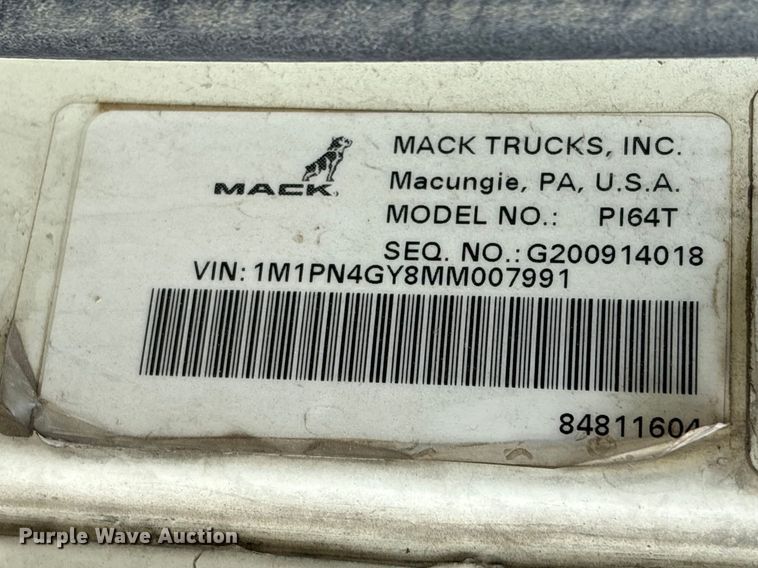 MACK
MACK TRUCKS, INC.
Macungie, PA, U.S.A.
MODEL NO.: PI64T
SEQ. NO.: G200914018
VIN: 1M1PN4GY8MM007991
84811604
Purple Wave Auction